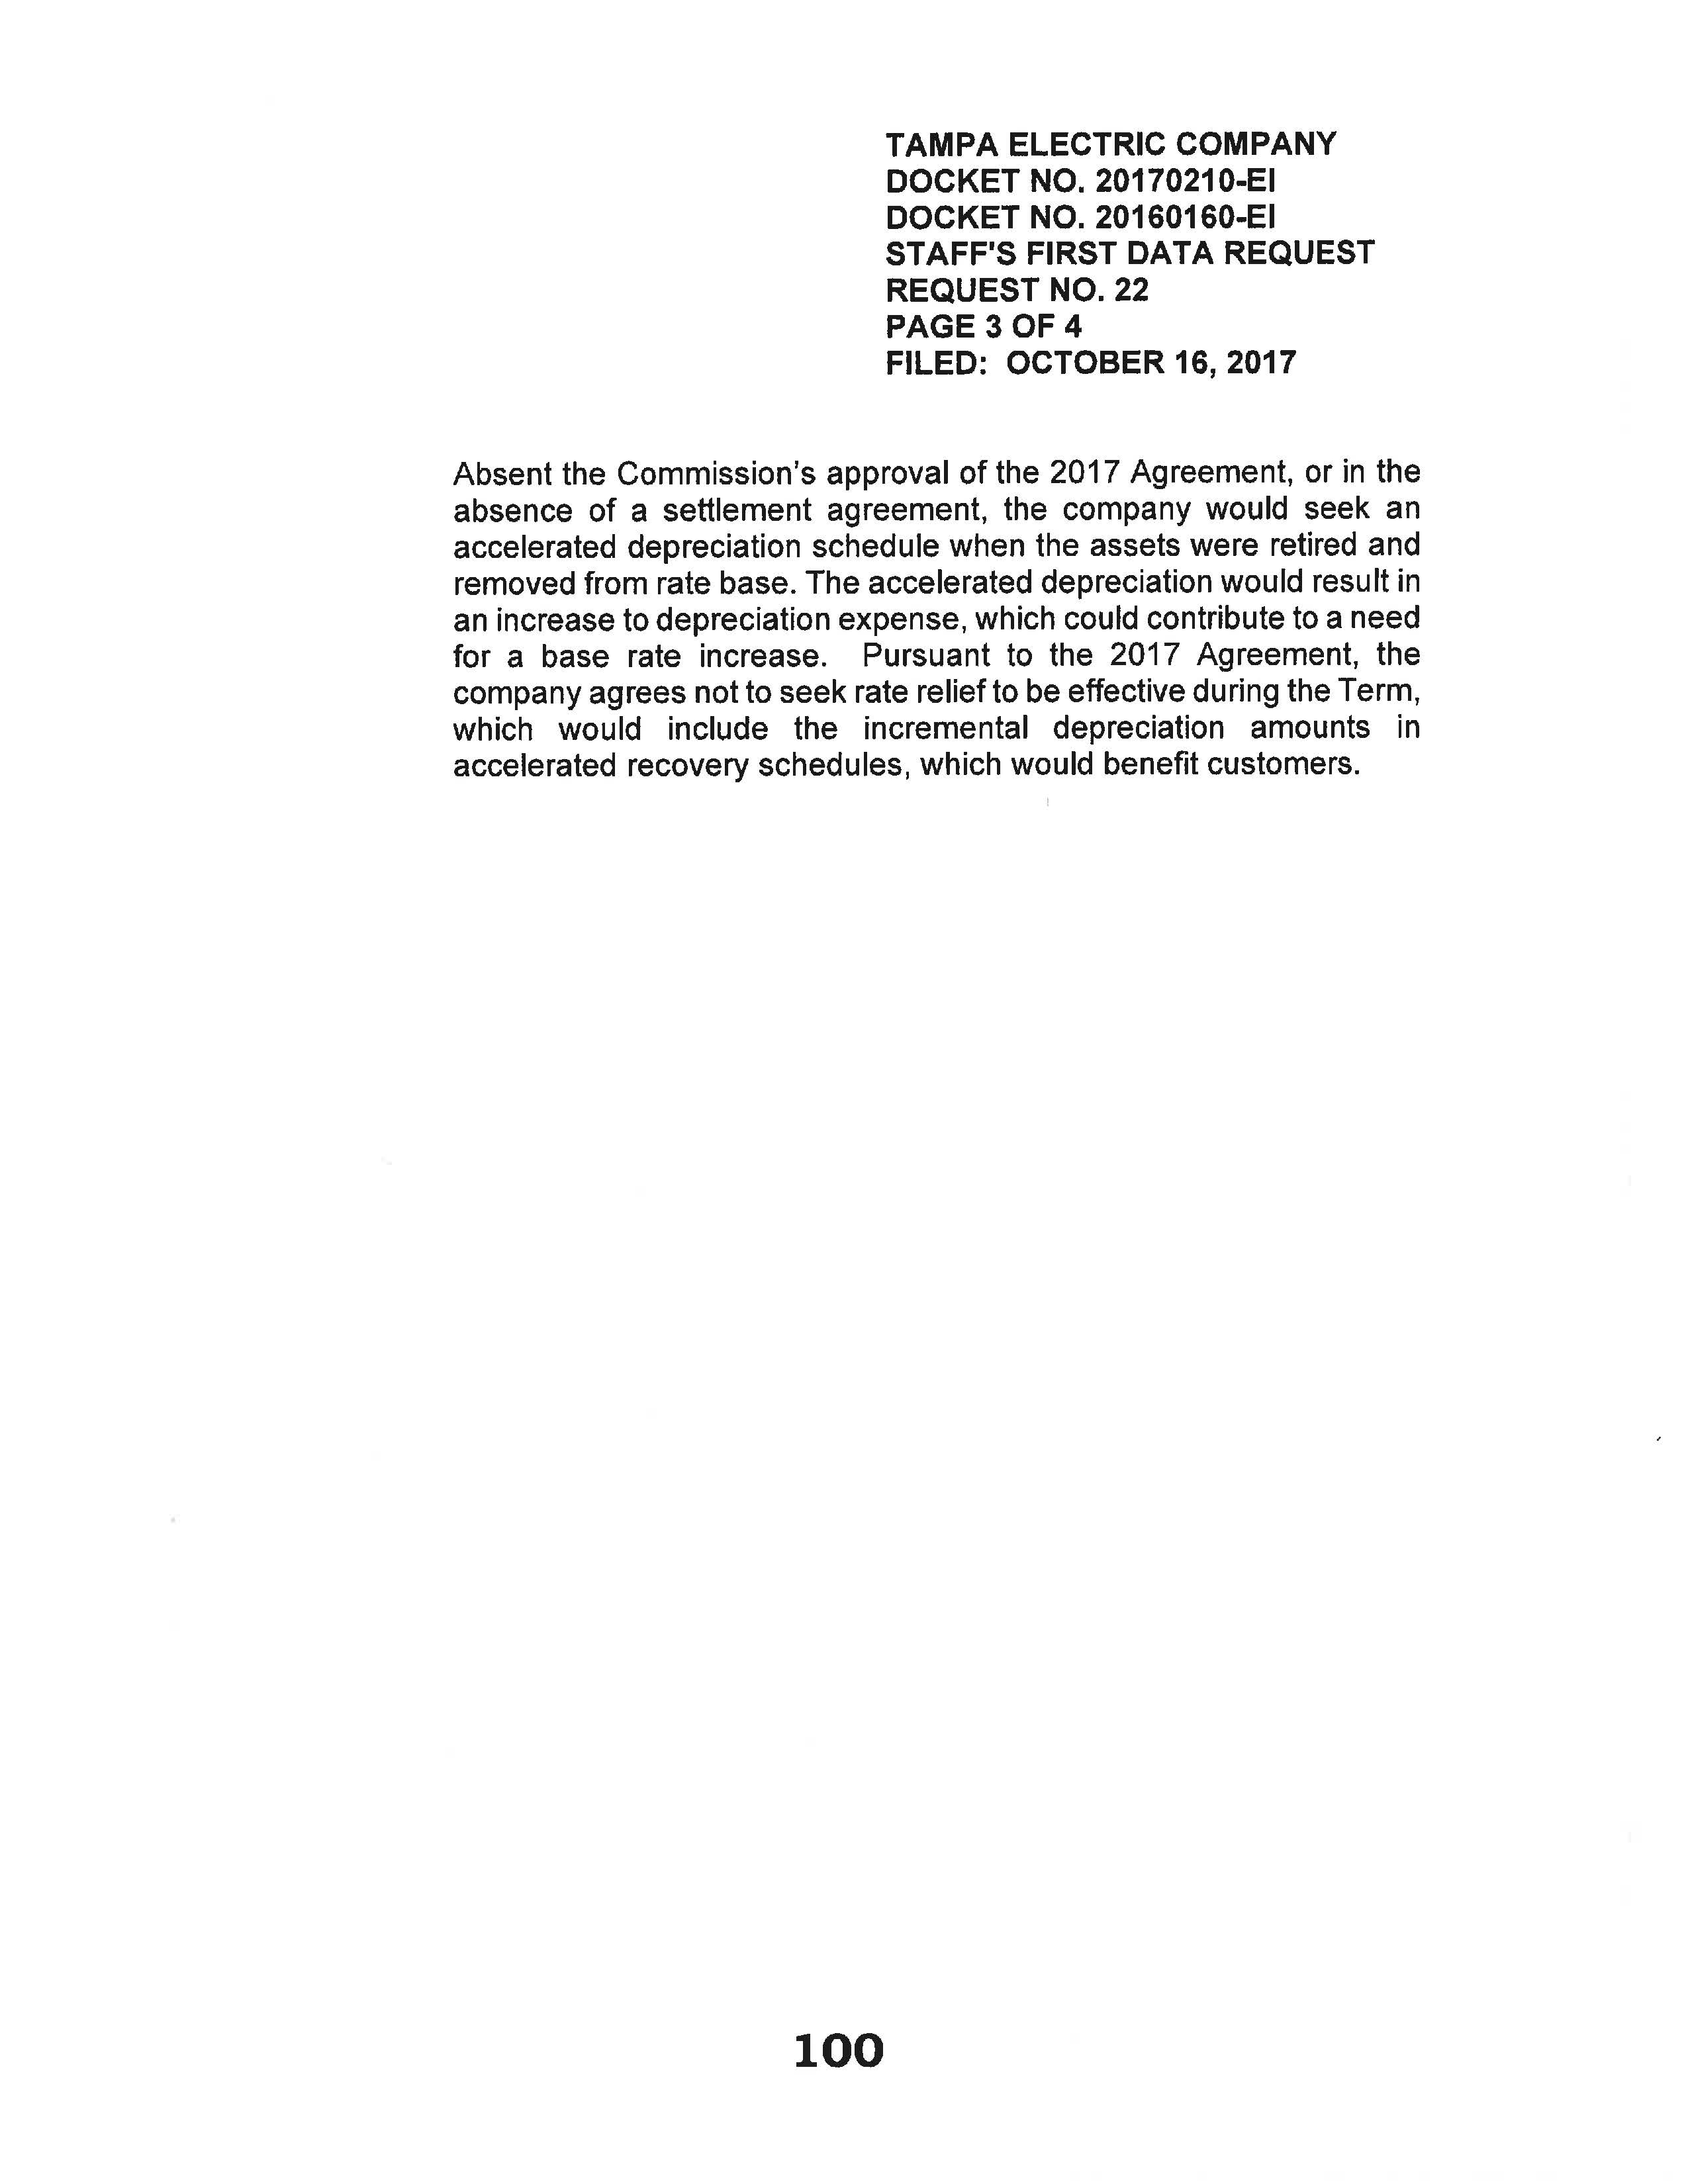 TAMPA ELECTRIC COMPANY
DOCKET NO. 20170210-EI
DOCKET NO. 20160160-EI
STAFF'S FIRST DATA REQUEST
REQUEST NO. 22
PAGE 3 OF 4
FILED: OCTOBER 16, 2017
Absent the Commission's approval of the 2017 Agreement, or in the
absence of a settlement agreement, the company would seek an
accelerated depreciation schedule when the assets were retired and
removed from rate base. The accelerated depreciation would result in
an increase to depreciation expense, which could contribute to a need
for a base rate increase. Pursuant to the 2017 Agreement, the
company agrees not to seek rate relief to be effective during the Term,
which would include the incremental depreciation amounts in
accelerated recovery schedules, which would benefit customers.
100